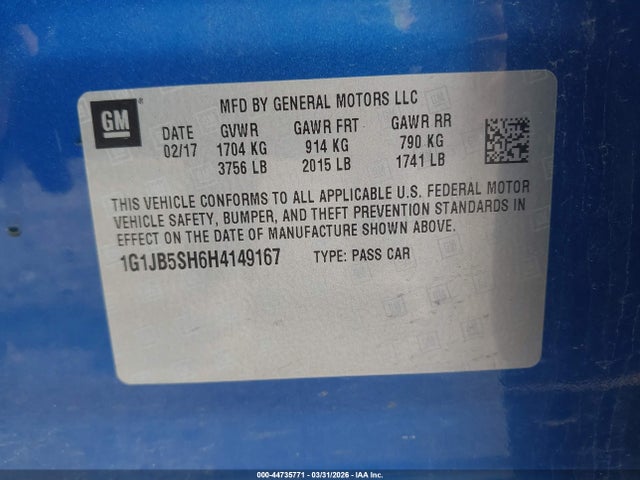 GM
MFD BY GENERAL MOTORS LLC
DATE GVWR GAWR FRT GAWR RR
02/17 1704 KG 914 KG 790 KG
3756 LB 2015 LB 1741 LB
THIS VEHICLE CONFORMS TO ALL APPLICABLE U.S. FEDERAL MOTOR
VEHICLE SAFETY, BUMPER, AND THEFT PREVENTION STANDARDS IN
EFFECT ON THE DATE OF MANUFACTURE SHOWN ABOVE.
1G1JB5SH6H4149167 TYPE: PASS CAR
000-44735771 - 03/31/2026 - IAA Inc.